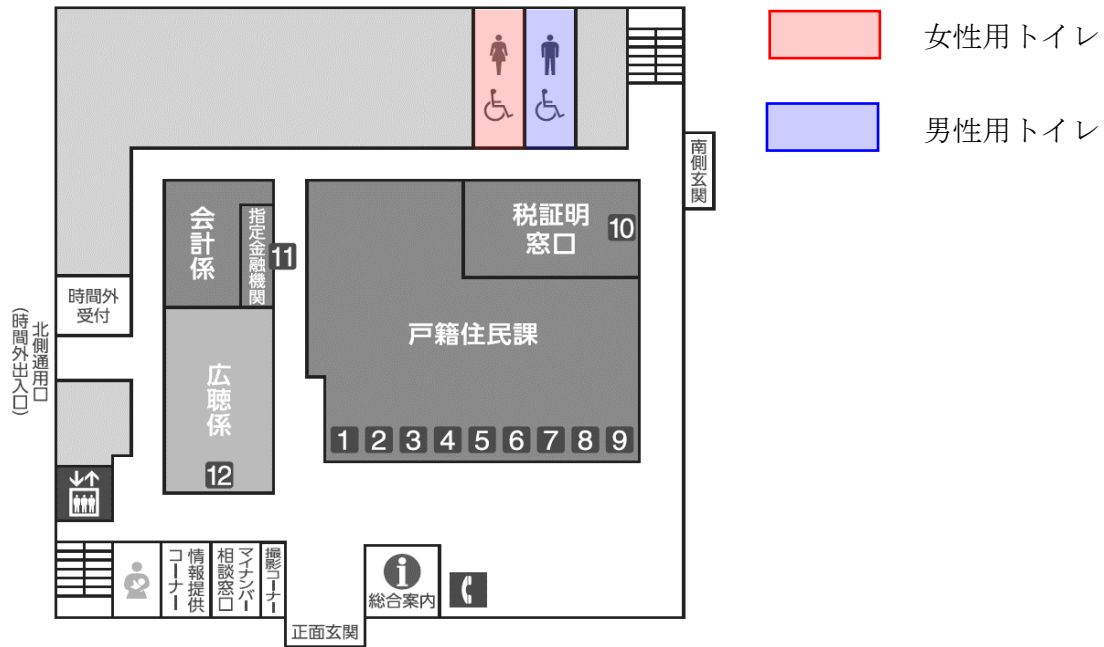 女性用トイレ
男性用トイレ
南側玄関
会計係
指定金融機関
11
税証明
窓口
10
時間外
受付
北側通用口
(時間外出入口)
戸籍住民課
広聴係
12
1 2 3 4 5 6 7 8 9
情報提供
コーナー
マイナンバー
相談窓口
撮影コーナー
i
総合案内
正面玄関